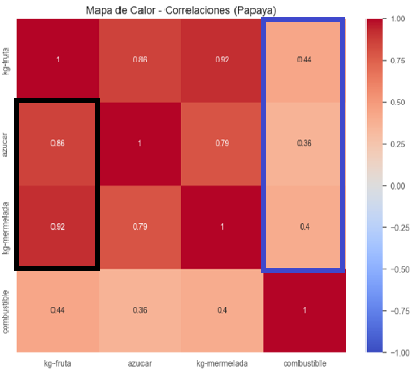 Mapa de Calor - Correlaciones (Papaya)
kg-fruta 1 0.86 0.92 0.44
azucar 0.86 1 0.79 0.36
kg-mermelada 0.92 0.79 1 0.4
combustible 0.44 0.36 0.4 1
kg-fruta azucar kg-mermelada combustible
1.00
0.75
0.50
0.25
0.00
−0.25
−0.50
−0.75
−1.00